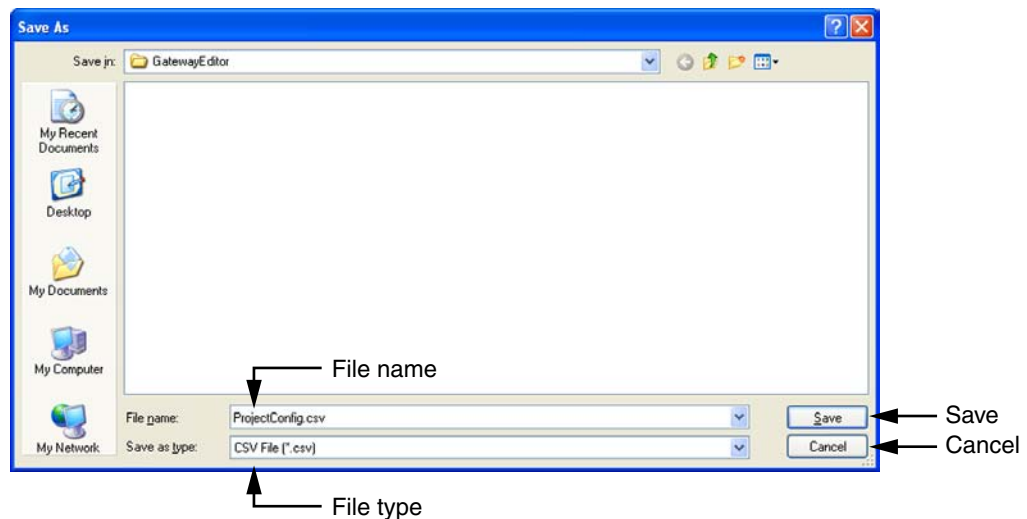 Save As
Save in: GatewayEditor
My Recent
Documents
Desktop
My Documents
My Computer
My Network
File name
File name: ProjectConfig.csv Save
Save as type: CSV File (*.csv) Cancel
Save
Cancel
File type